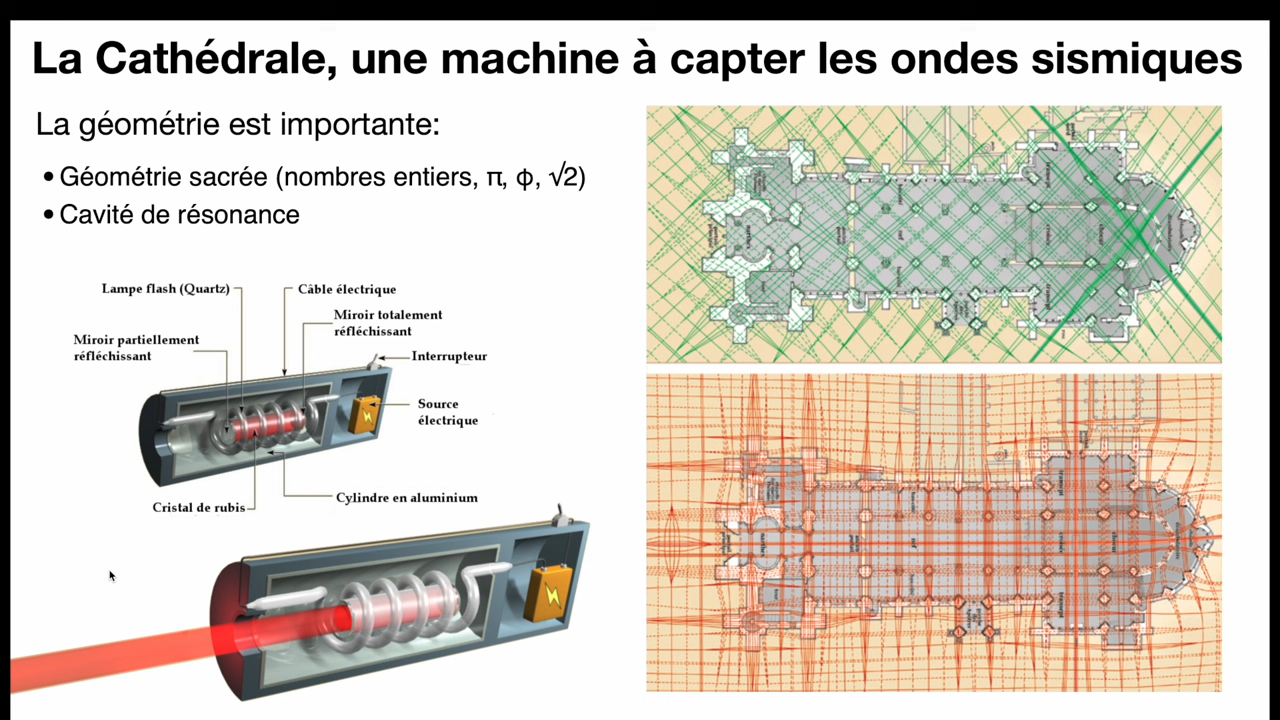 La Cathédrale, une machine à capter les ondes sismiques
La géométrie est importante:
• Géométrie sacrée (nombres entiers, π, φ, √2)
• Cavité de résonance
Lampe flash (Quartz)
Câble électrique
Miroir totalement
réfléchissant
Miroir partiellement
réfléchissant
Interrupteur
Source
électrique
Cylindre en aluminium
Cristal de rubis
nef
nef